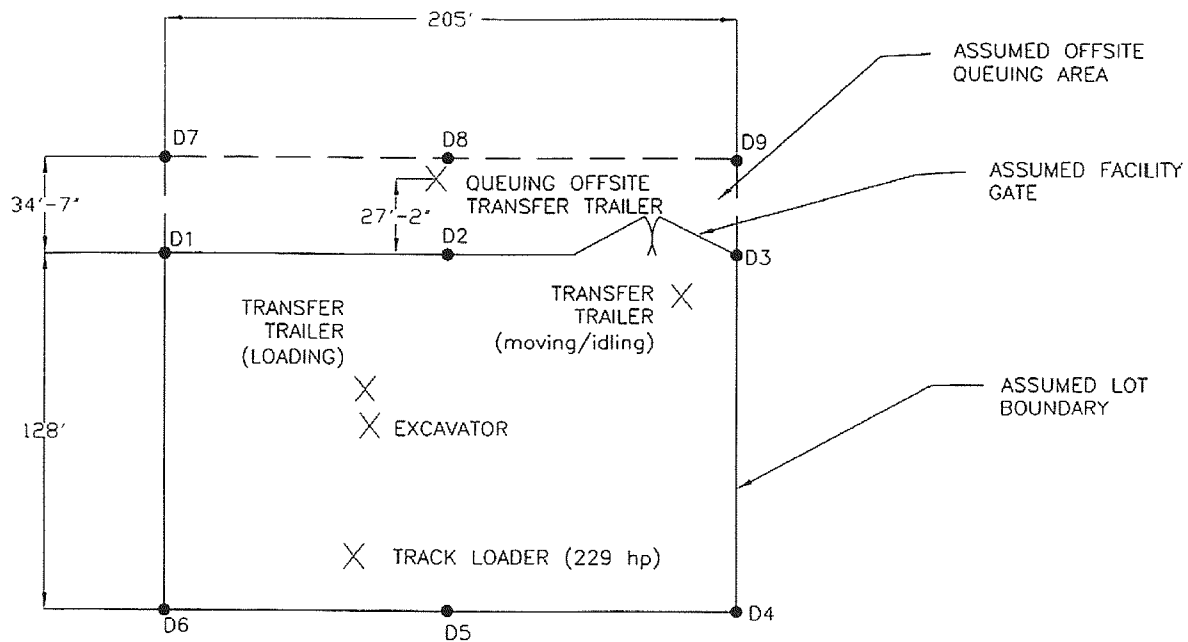 205'
ASSUMED OFFSITE
QUEUING AREA
D7
D8
D9
QUEUING OFFSITE
TRANSFER TRAILER
ASSUMED FACILITY
GATE
34'-7"
27'-2"
D1
D2
D3
TRANSFER
TRAILER
(LOADING)
TRANSFER
TRAILER
(moving/idling)
ASSUMED LOT
BOUNDARY
128'
EXCAVATOR
TRACK LOADER (229 hp)
D6
D5
D4